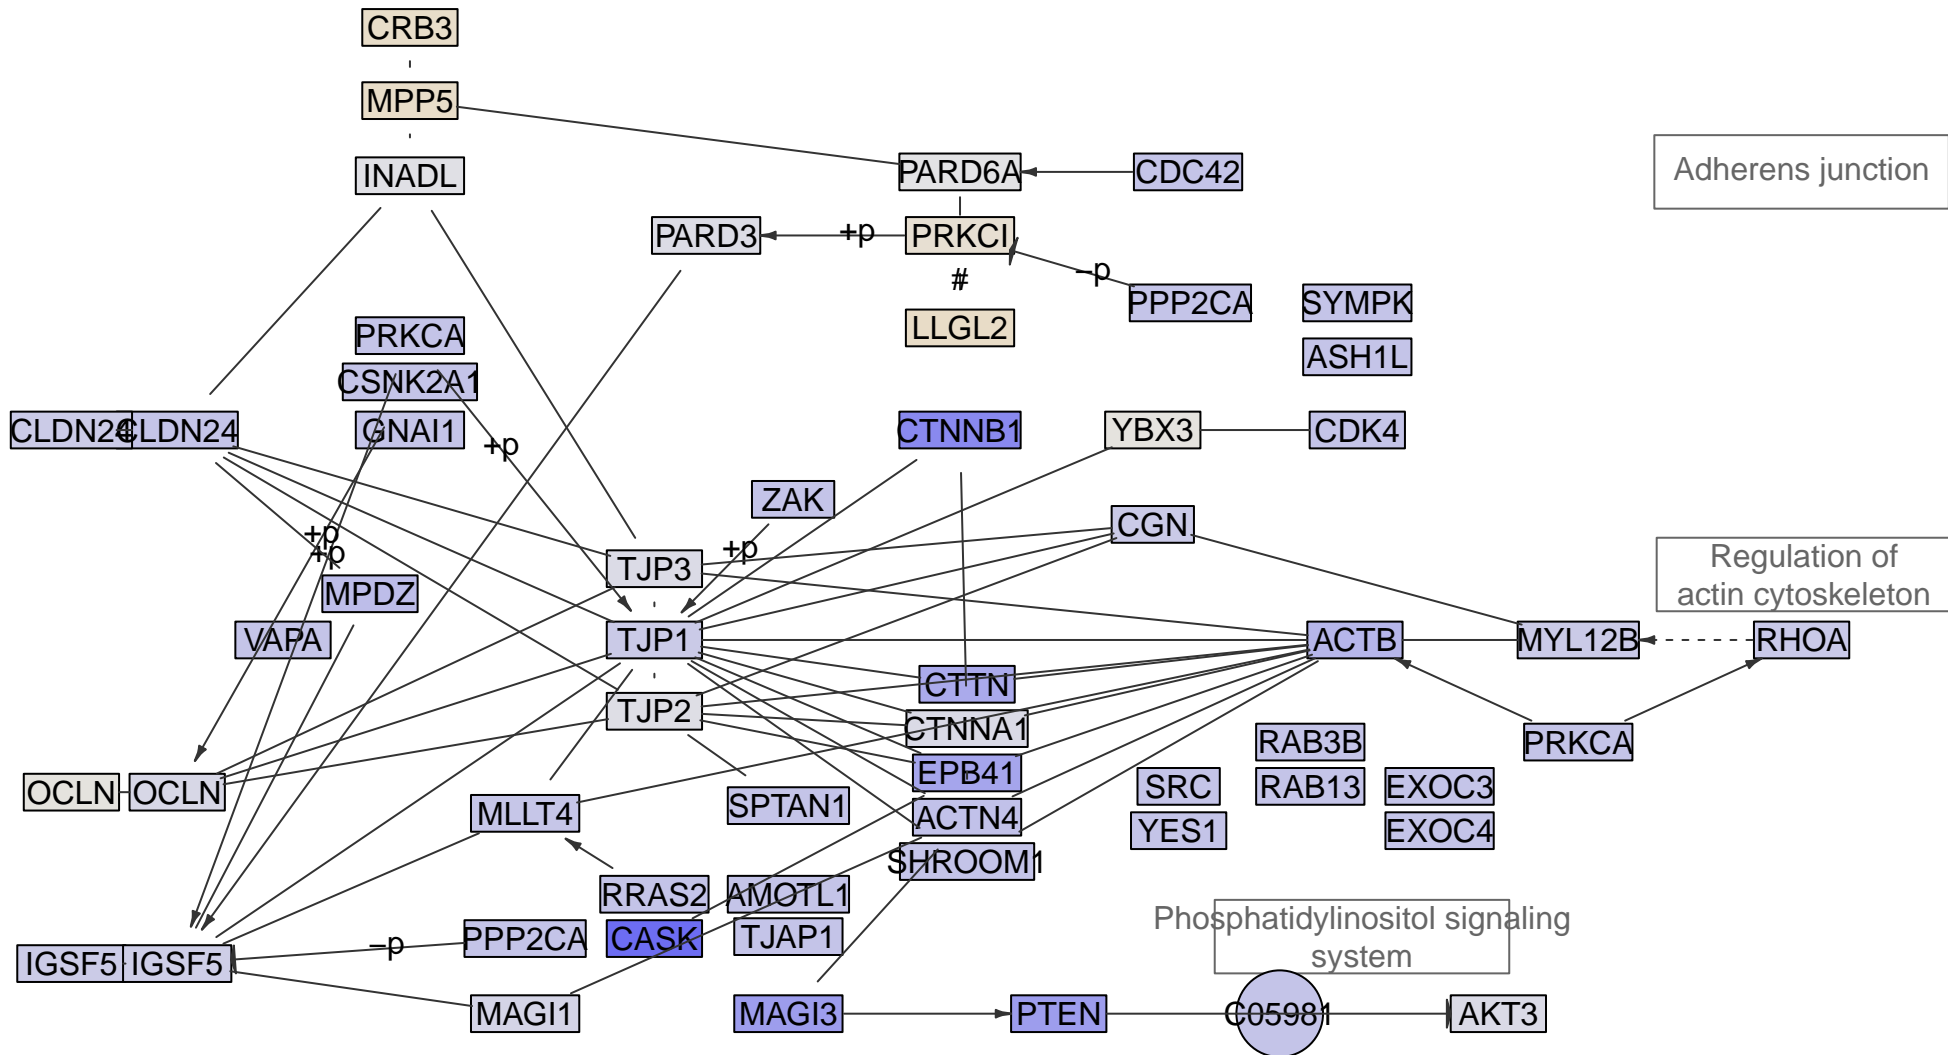 CRB3
MPP5
INADL
PARD6A
CDC42
Adherens junction
PARD3
+p
PRKCI
#
–p
PPP2CA
SYMPK
LLGL2
PRKCA
ASH1L
CSNK2A1
CLDN24
CLDN24
GNAI1
+p
CTNNB1
YBX3
CDK4
ZAK
CGN
+p
+p
+p
TJP3
MPDZ
Regulation of
actin cytoskeleton
VAPA
TJP1
ACTB
MYL12B
RHOA
CTTN
TJP2
CTNNA1
RAB3B
PRKCA
EPB41
OCLN
OCLN
MLLT4
SPTAN1
SRC
RAB13
EXOC3
ACTN4
YES1
EXOC4
SHROOM1
RRAS2
AMOTL1
Phosphatidylinositol signaling
system
–p
PPP2CA
CASK
TJAP1
IGSF5
IGSF5
MAGI1
MAGI3
PTEN
C05981
AKT3